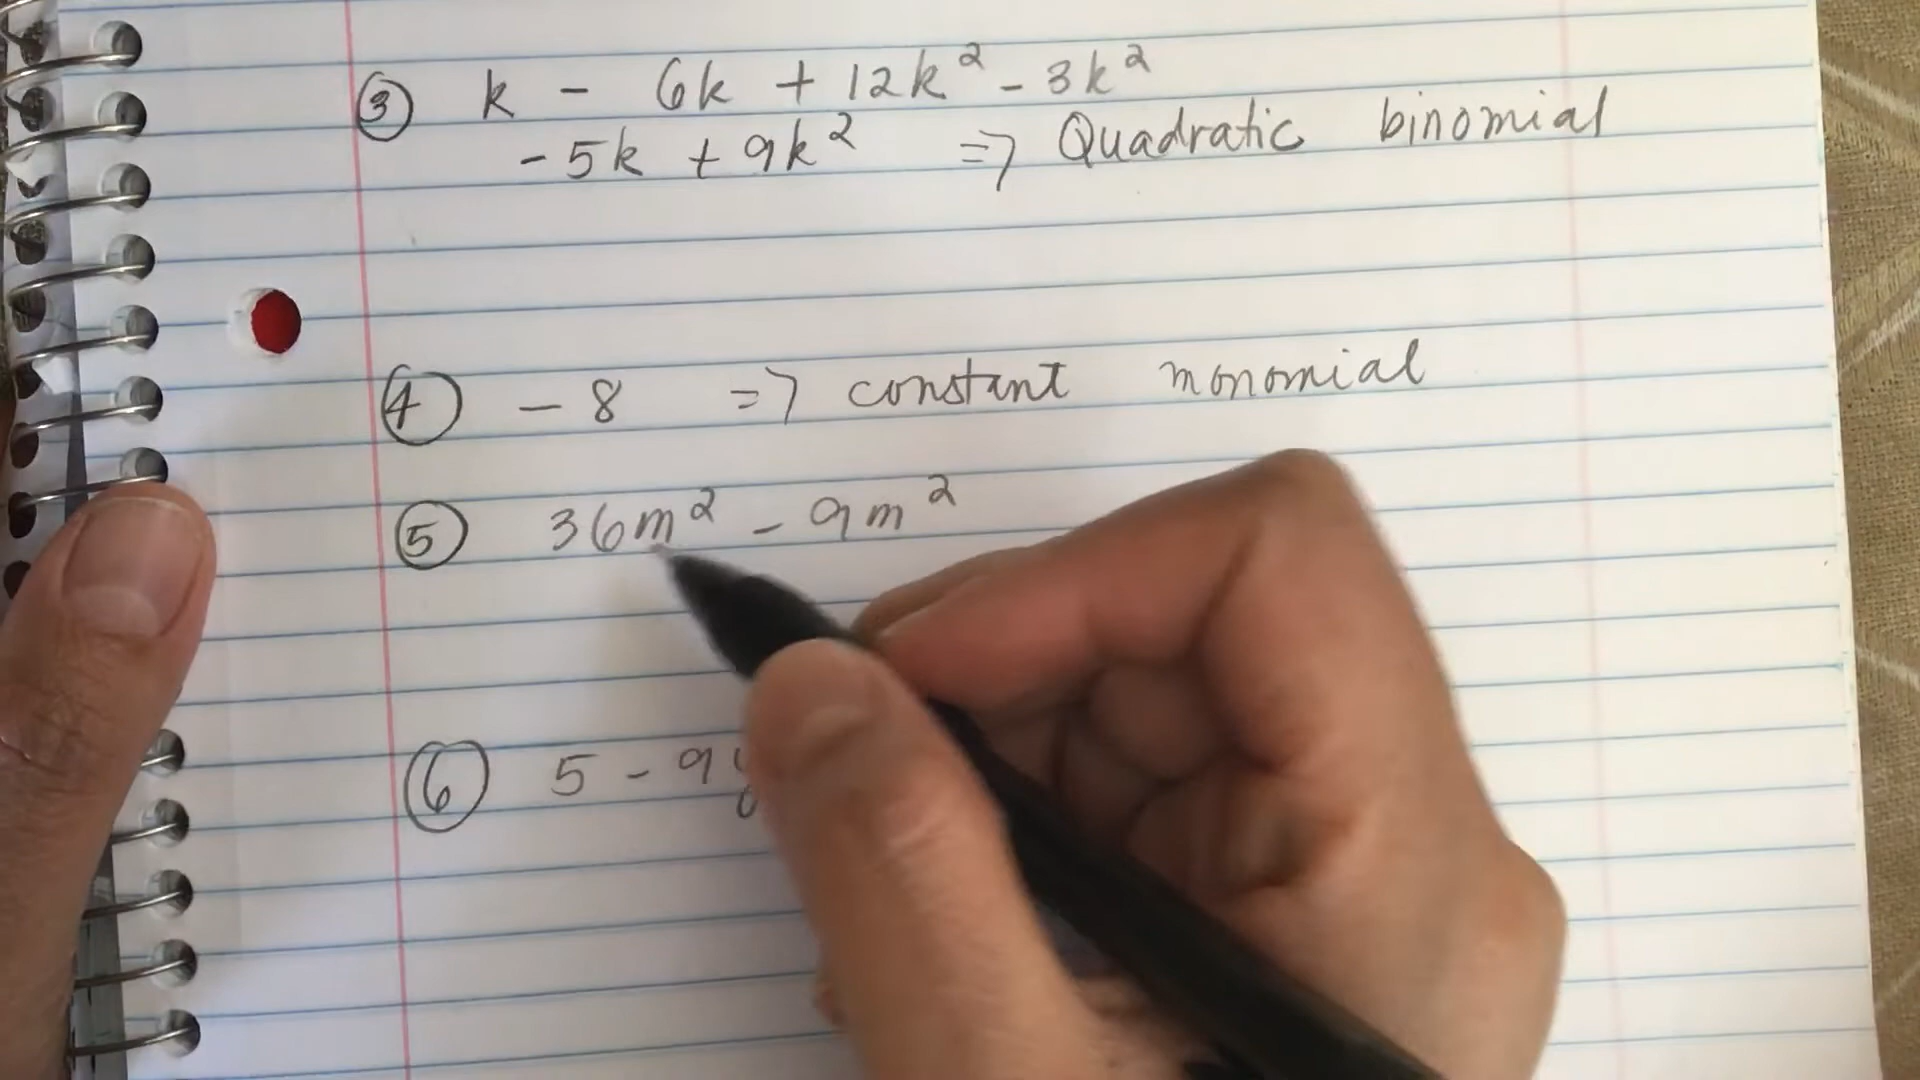 ③ k - 6k + 12k² - 3k²
-5k + 9k² => Quadratic binomial
④ -8 => constant monomial
⑤ 36m² - 9m²
⑥ 5 - 9